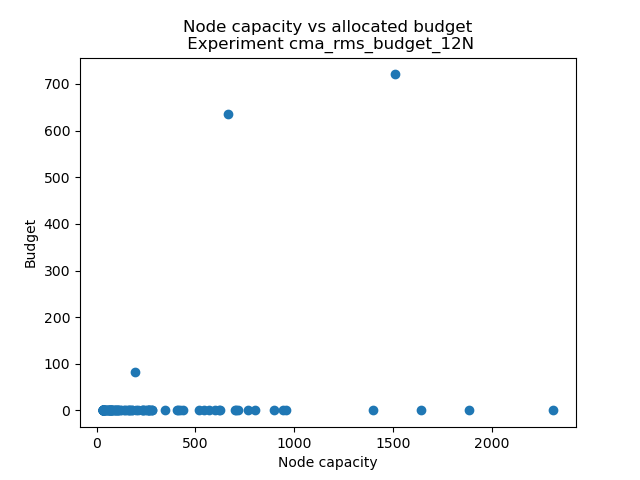 Node capacity vs allocated budget
Experiment cma_rms_budget_12N
700
600
500
400
300
200
100
0
Budget
0 500 1000 1500 2000
Node capacity